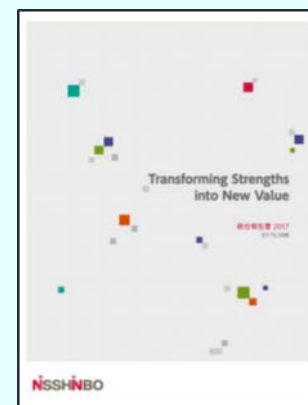 Transforming Strengths
into New Value
統合報告書 2017
NISSHINBO